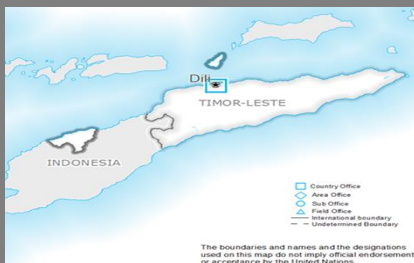 Dili
TIMOR-LESTE
INDONESIA
Country Office
Area Office
Sub Office
Field Office
International boundary
Undetermined Boundary
The boundaries and names and the designations
used on this map do not imply official endorsement
or acceptance by the United Nations